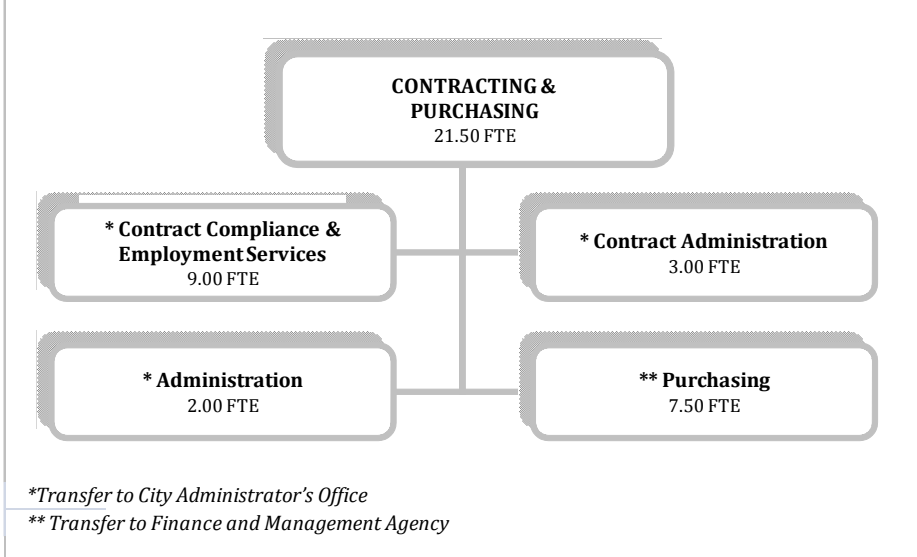 CONTRACTING &
PURCHASING
21.50 FTE
* Contract Compliance &
Employment Services
9.00 FTE
* Contract Administration
3.00 FTE
* Administration
2.00 FTE
** Purchasing
7.50 FTE
*Transfer to City Administrator’s Office
** Transfer to Finance and Management Agency